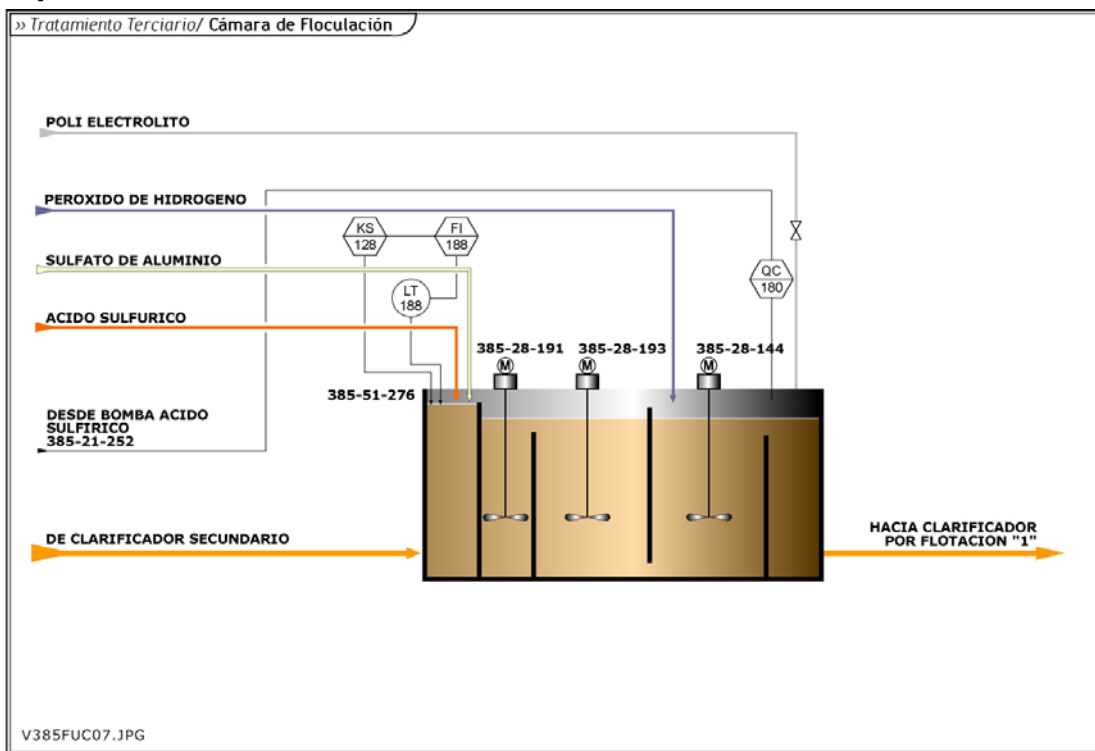 » Tratamiento Terciario/ Cámara de Floculación
POLI ELECTROLITO
PEROXIDO DE HIDROGENO
KS
128
FI
188
SULFATO DE ALUMINIO
QC
180
LT
188
ACIDO SULFURICO
385-28-191
385-28-193
385-28-144
M
M
M
385-51-276
DESDE BOMBA ACIDO
SULFIRICO
385-21-252
DE CLARIFICADOR SECUNDARIO
HACIA CLARIFICADOR
POR FLOTACION "1"
V385FUC07.JPG